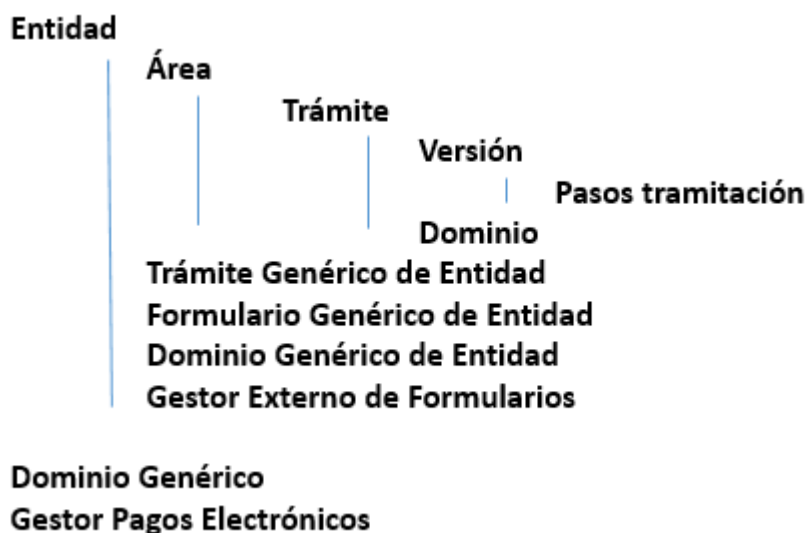 Entidad
Área
Trámite
Versión
Pasos tramitación
Dominio
Trámite Genérico de Entidad
Formulario Genérico de Entidad
Dominio Genérico de Entidad
Gestor Externo de Formularios
Dominio Genérico
Gestor Pagos Electrónicos